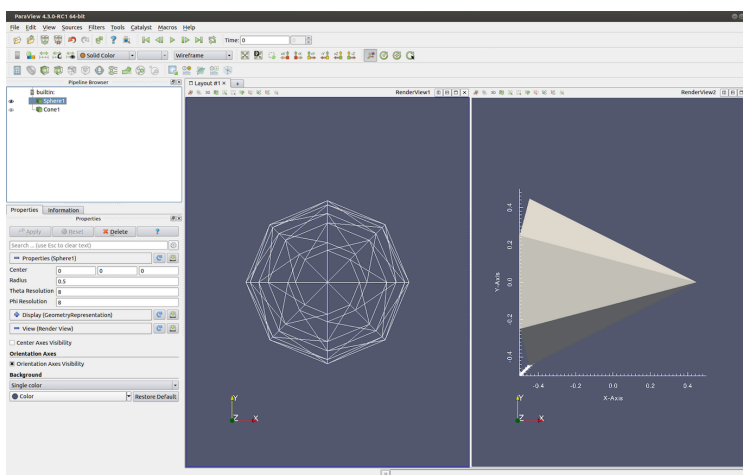 ParaView 4.3.0-RC1 64-bit
File Edit View Sources Filters Tools Catalyst Macros Help
Time: 0
Solid Color
Wireframe
Pipeline Browser
builtin:
Sphere1
Cone1
Layout #1 × +
RenderView1
RenderView2
Properties Information
Properties
Apply Reset Delete ?
Search ... (use Esc to clear text)
Properties (Sphere1)
Center 0 0 0
Radius 0.5
Theta Resolution 8
Phi Resolution 8
Display (GeometryRepresentation)
View (Render View)
Center Axes Visibility
Orientation Axes
Orientation Axes Visibility
Background
Single color
Color Restore Default
Y
Z X
0.4
0.2
0.0
-0.2
-0.4
Y-Axis
-0.4 -0.2 0.0 0.2 0.4
X-Axis
Y
Z X